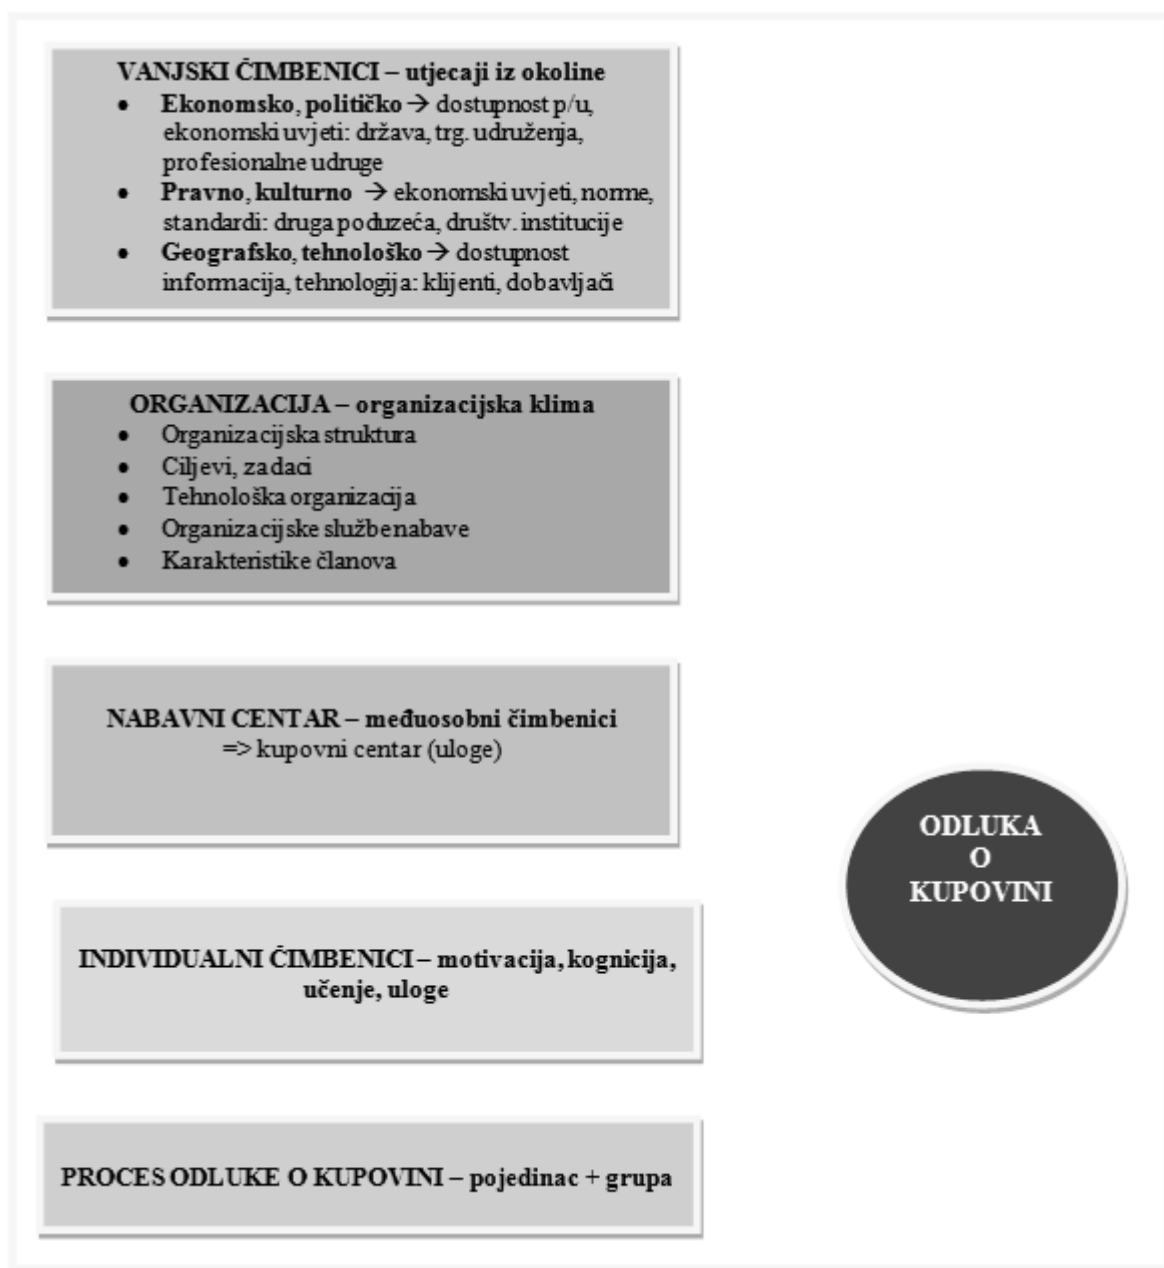 VANJSKI ČIMBENICI – utjecaji iz okoline
• Ekonomsko, političko → dostupnost p/u,
ekonomski uvjeti: država, trg. udruženja,
profesionalne udruge
• Pravno, kulturno → ekonomski uvjeti, norme,
standardi: druga poduzeća, društv. institucije
• Geografsko, tehnološko → dostupnost
informacija, tehnologija: klijenti, dobavljači
ORGANIZACIJA – organizacijska klima
• Organizacijska struktura
• Ciljevi, zadaci
• Tehnološka organizacija
• Organizacijske službe nabave
• Karakteristike članova
NABAVNI CENTAR – međuosobni čimbenici
=> kupovni centar (uloge)
ODLUKA
O
KUPOVINI
INDIVIDUALNI ČIMBENICI – motivacija, kognicija,
učenje, uloge
PROCES ODLUKE O KUPOVINI – pojedinac + grupa